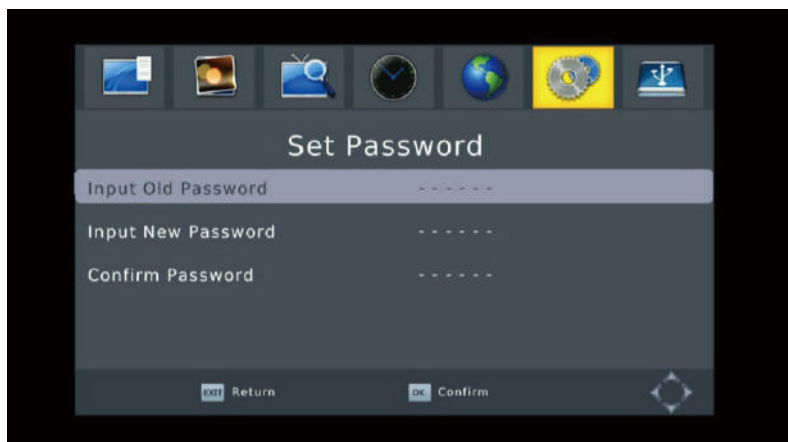 Set Password
Input Old Password - - - - - -
Input New Password - - - - - -
Confirm Password - - - - - -
EXIT Return OK Confirm